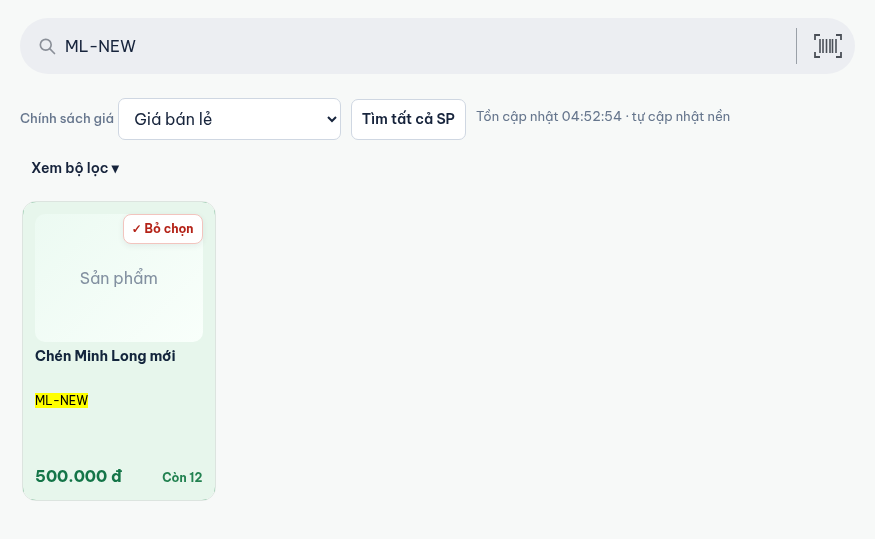 ML-NEW
Chính sách giá Giá bán lẻ Tìm tất cả SP Tồn cập nhật 04:52:54 · tự cập nhật nền
Xem bộ lọc ▾
✓ Bỏ chọn
Sản phẩm
Chén Minh Long mới
ML-NEW
500.000 đ Còn 12